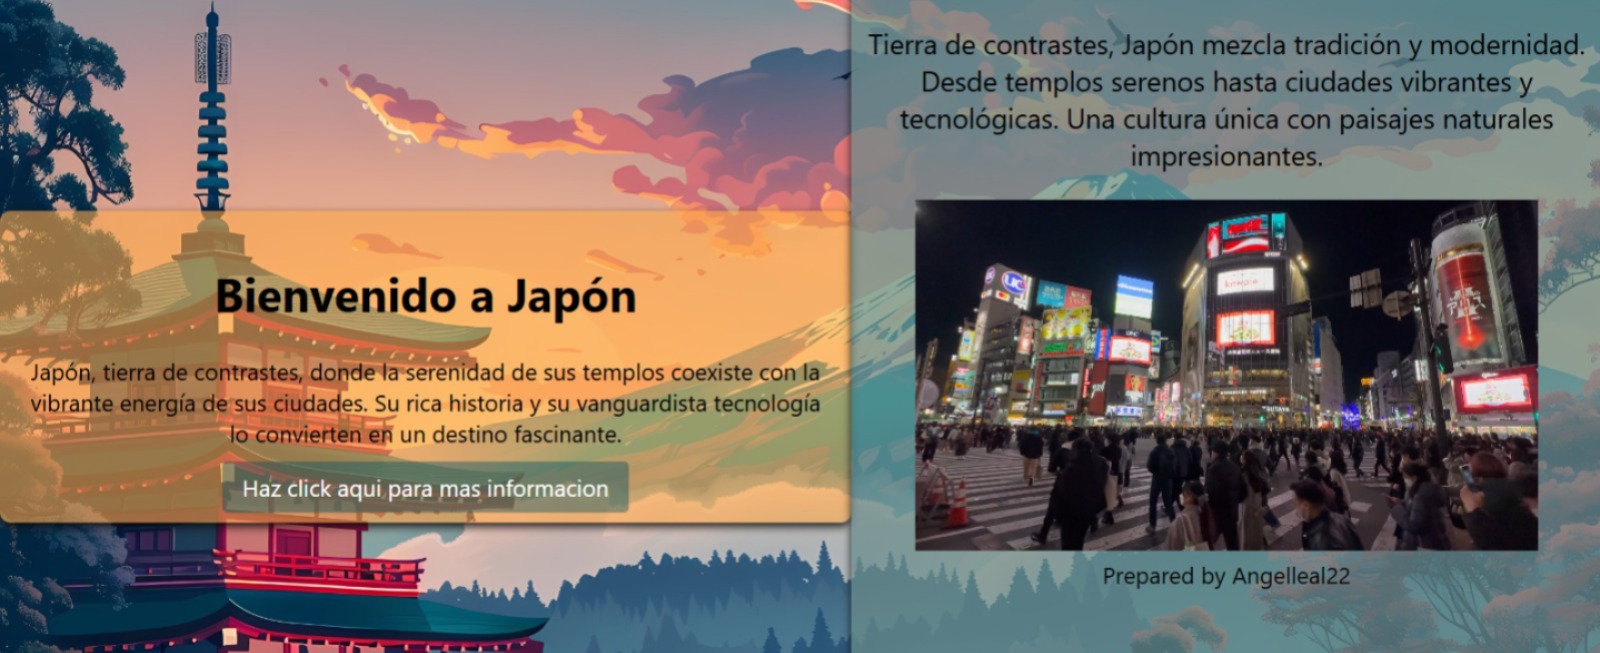 Bienvenido a Japón
Japón, tierra de contrastes, donde la serenidad de sus templos coexiste con la
vibrante energía de sus ciudades. Su rica historia y su vanguardista tecnología
lo convierten en un destino fascinante.
Haz click aqui para mas informacion
Tierra de contrastes, Japón mezcla tradición y modernidad.
Desde templos serenos hasta ciudades vibrantes y
tecnológicas. Una cultura única con paisajes naturales
impresionantes.
TSUTAYA
Prepared by Angelleal22